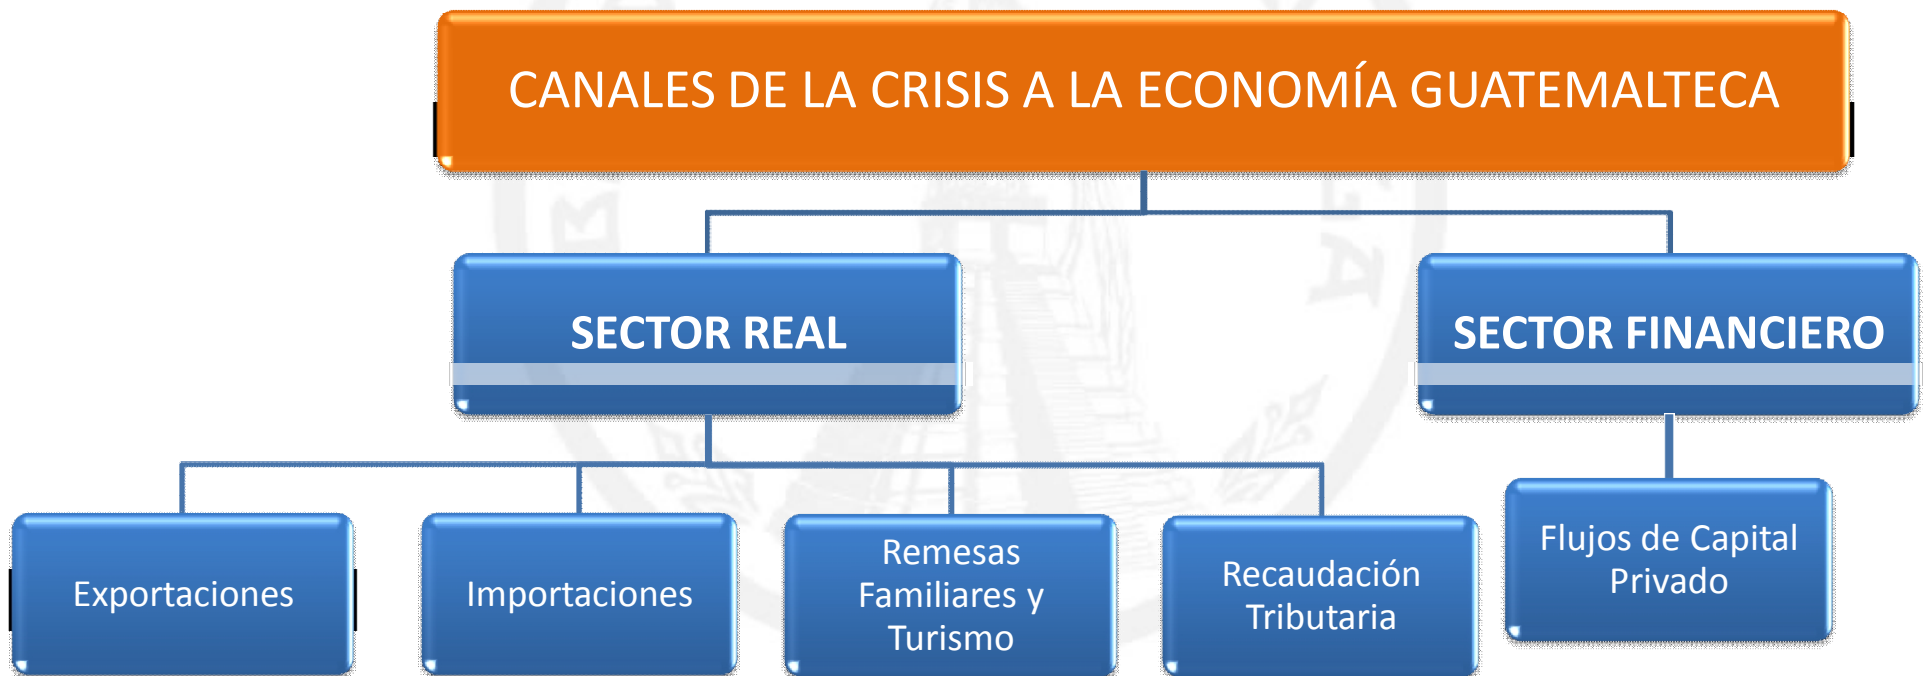 CANALES DE LA CRISIS A LA ECONOMÍA GUATEMALTECA
SECTOR REAL
SECTOR FINANCIERO
Exportaciones
Importaciones
Remesas
Familiares y
Turismo
Recaudación
Tributaria
Flujos de Capital
Privado